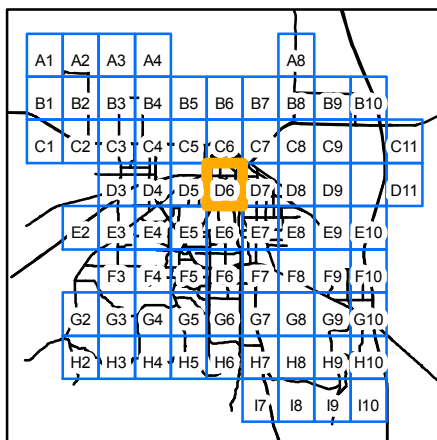 A1 A2 A3 A4 A8
B1 B2 B3 B4 B5 B6 B7 B8 B9 B10
C1 C2 C3 C4 C5 C6 C7 C8 C9 C11
D3 D4 D5 D6 D7 D8 D9 D11
E2 E3 E4 E5 E6 E7 E8 E9 E10
F3 F4 F5 F6 F7 F8 F9 F10
G2 G3 G4 G5 G6 G7 G8 G9 G10
H2 H3 H4 H5 H6 H7 H8 H9 H10
I7 I8 I9 I10